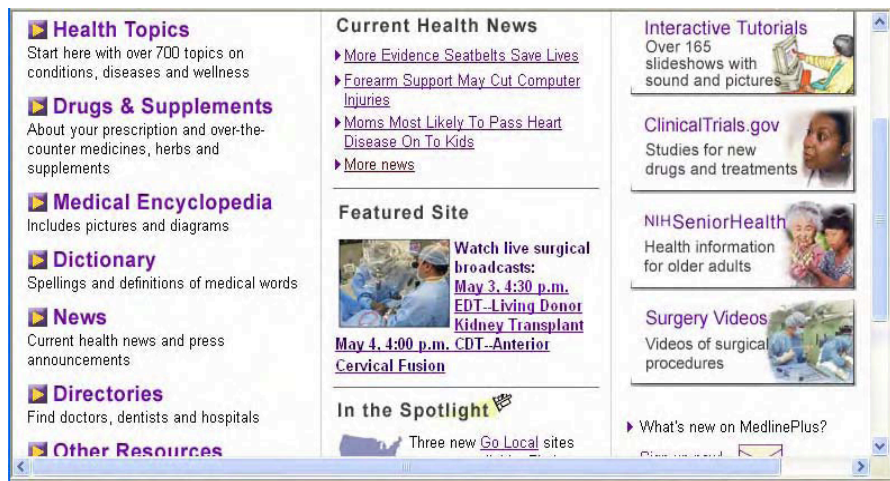 Health Topics
Start here with over 700 topics on
conditions, diseases and wellness
Drugs & Supplements
About your prescription and over-the-
counter medicines, herbs and
supplements
Medical Encyclopedia
Includes pictures and diagrams
Dictionary
Spellings and definitions of medical words
News
Current health news and press
announcements
Directories
Find doctors, dentists and hospitals
Other Resources
Current Health News
More Evidence Seatbelts Save Lives
Forearm Support May Cut Computer
Injuries
Moms Most Likely To Pass Heart
Disease On To Kids
More news
Featured Site
Watch live surgical
broadcasts:
May 3, 4:30 p.m.
EDT--Living Donor
Kidney Transplant
May 4, 4:00 p.m. CDT--Anterior
Cervical Fusion
In the Spotlight
Three new Go Local sites
Interactive Tutorials
Over 165
slideshows with
sound and pictures
ClinicalTrials.gov
Studies for new
drugs and treatments
NIHSeniorHealth
Health information
for older adults
Surgery Videos
Videos of surgical
procedures
What's new on MedlinePlus?